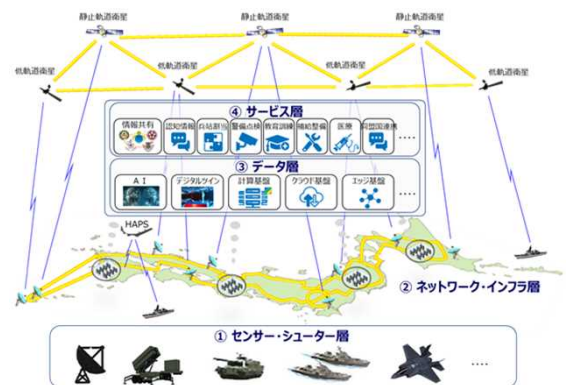 静止軌道衛星
静止軌道衛星
静止軌道衛星
低軌道衛星
低軌道衛星
低軌道衛星
低軌道衛星
④ サービス層
情報共有
認知情報
兵站割当
警備点検
教育訓練
補給整備
医療
同盟国連携
....
③ データ層
AI
デジタルツイン
計算基盤
クラウド基盤
エッジ基盤
....
HAPS
② ネットワーク・インフラ層
① センサー・シューター層
....